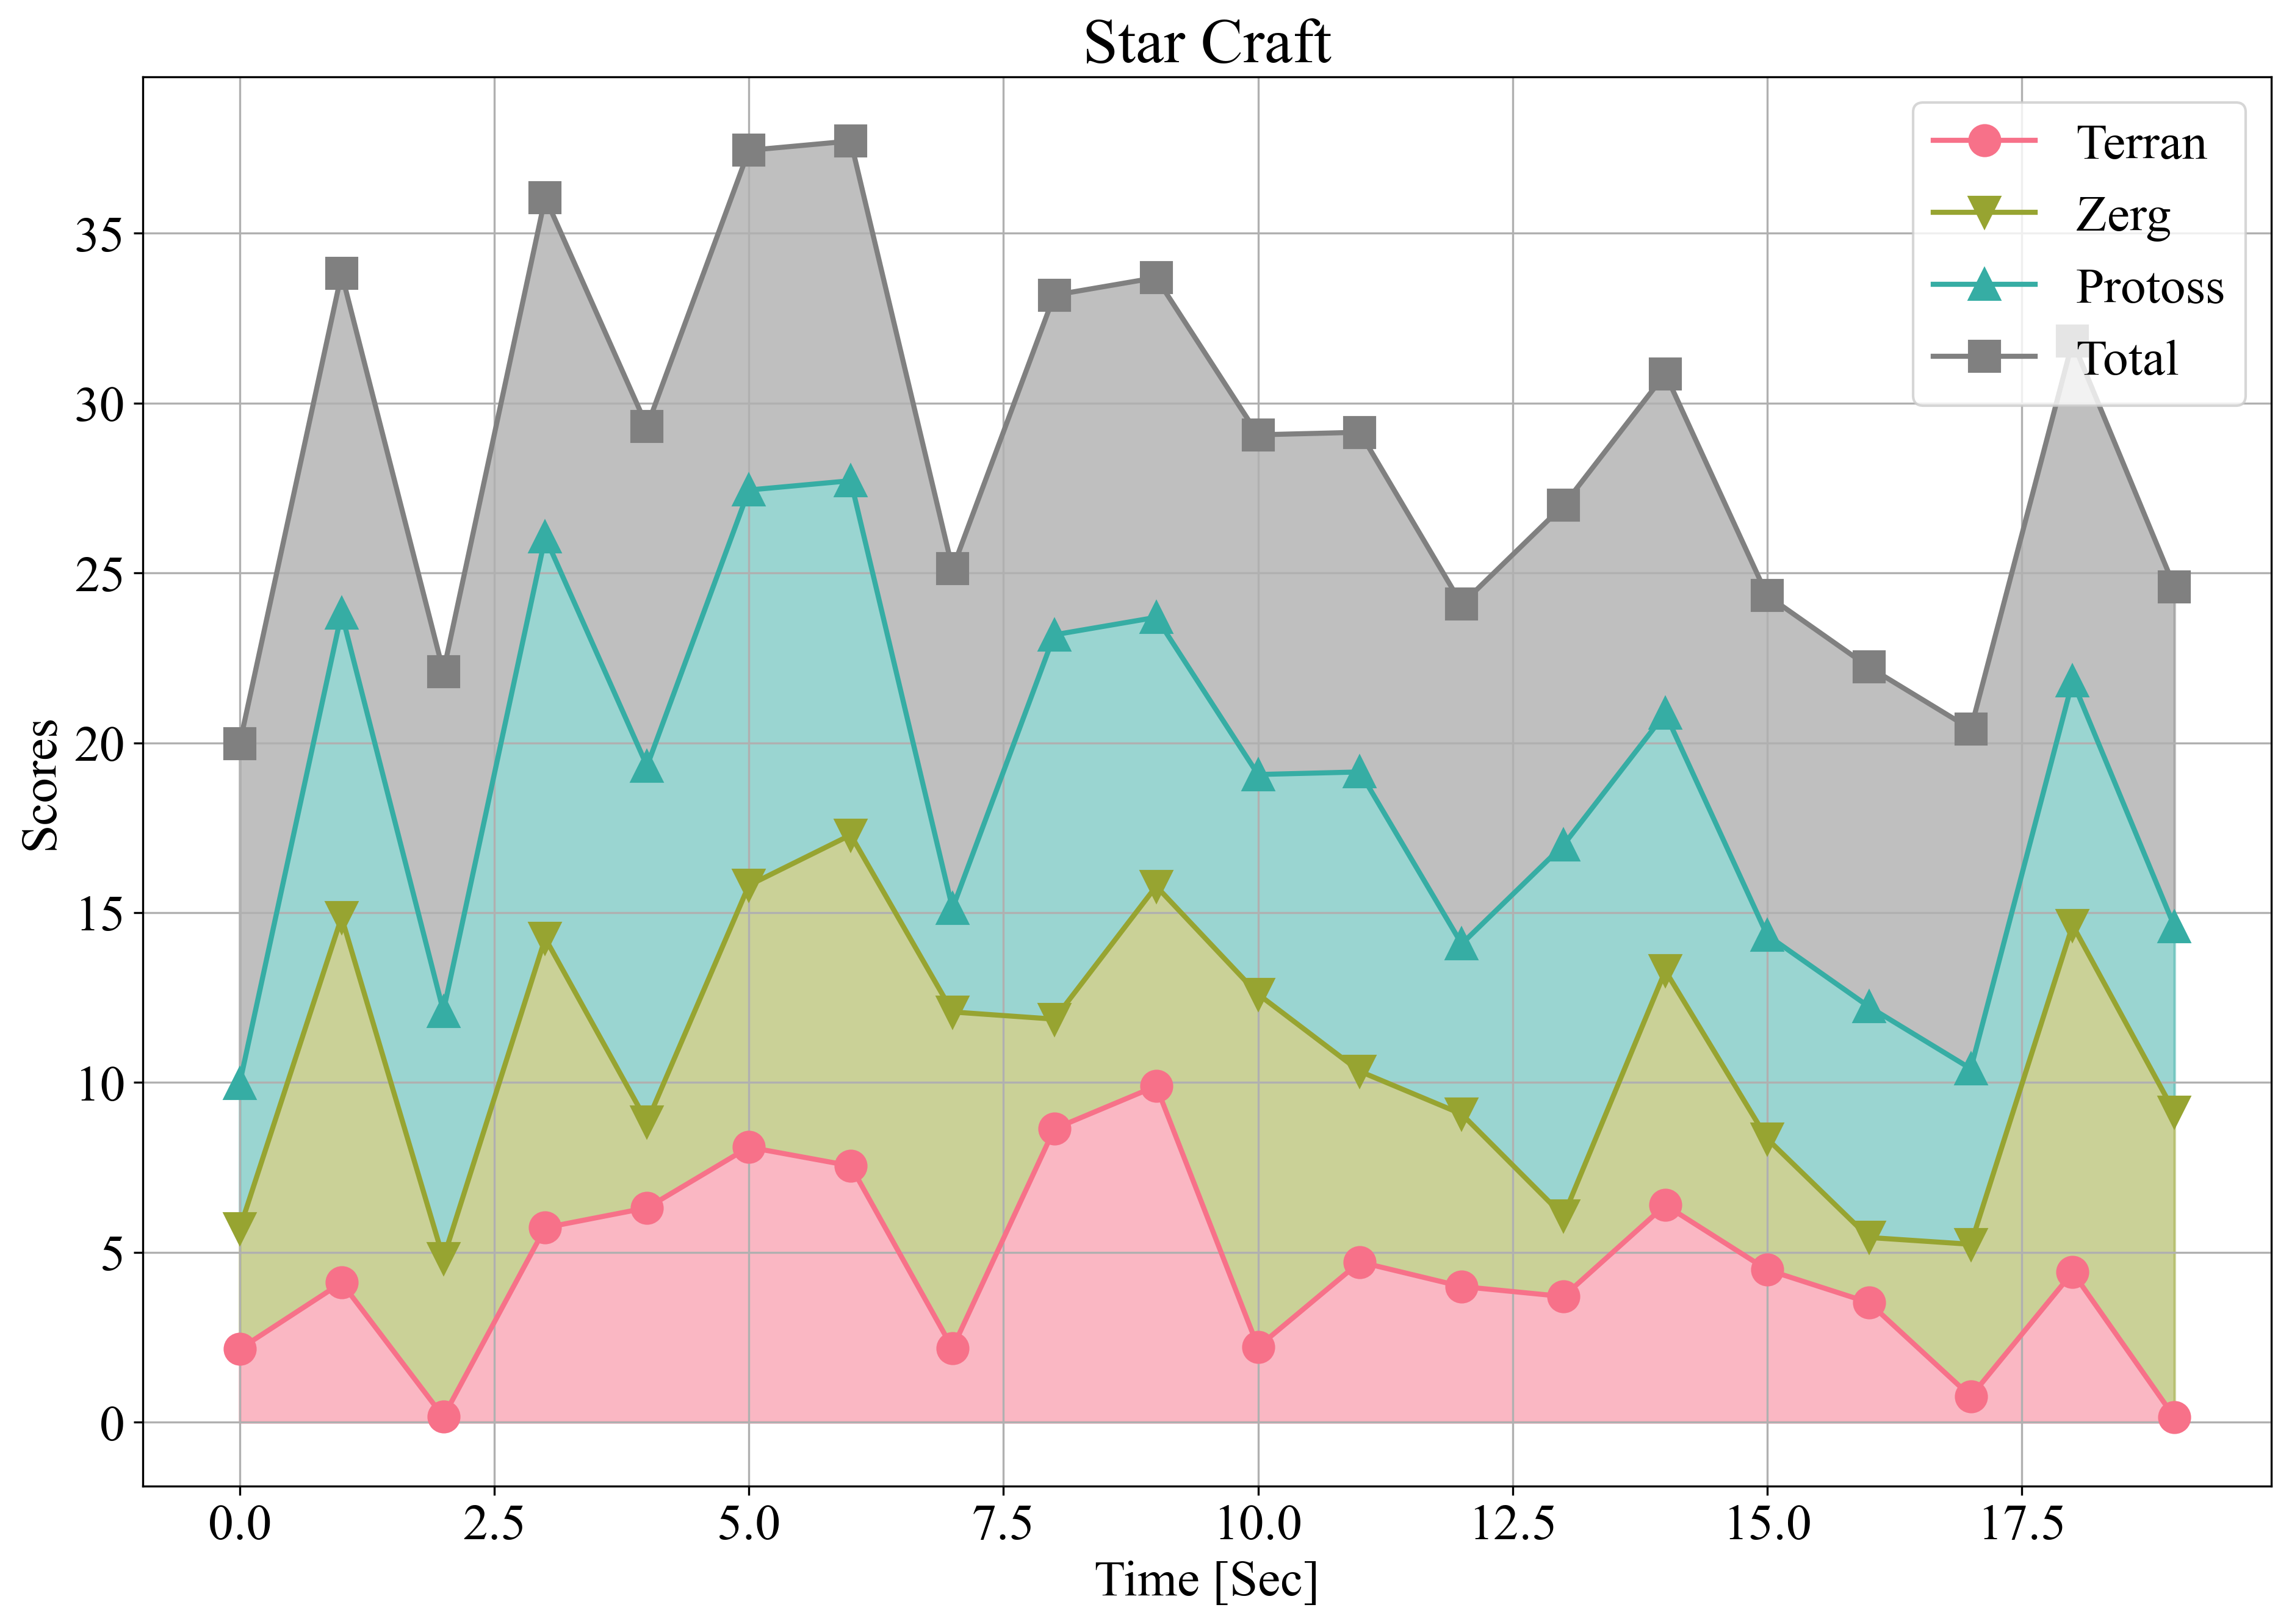 Star Craft
Terran
Zerg
Protoss
Total
Scores
35
30
25
20
15
10
5
0
0.0 2.5 5.0 7.5 10.0 12.5 15.0 17.5
Time [Sec]